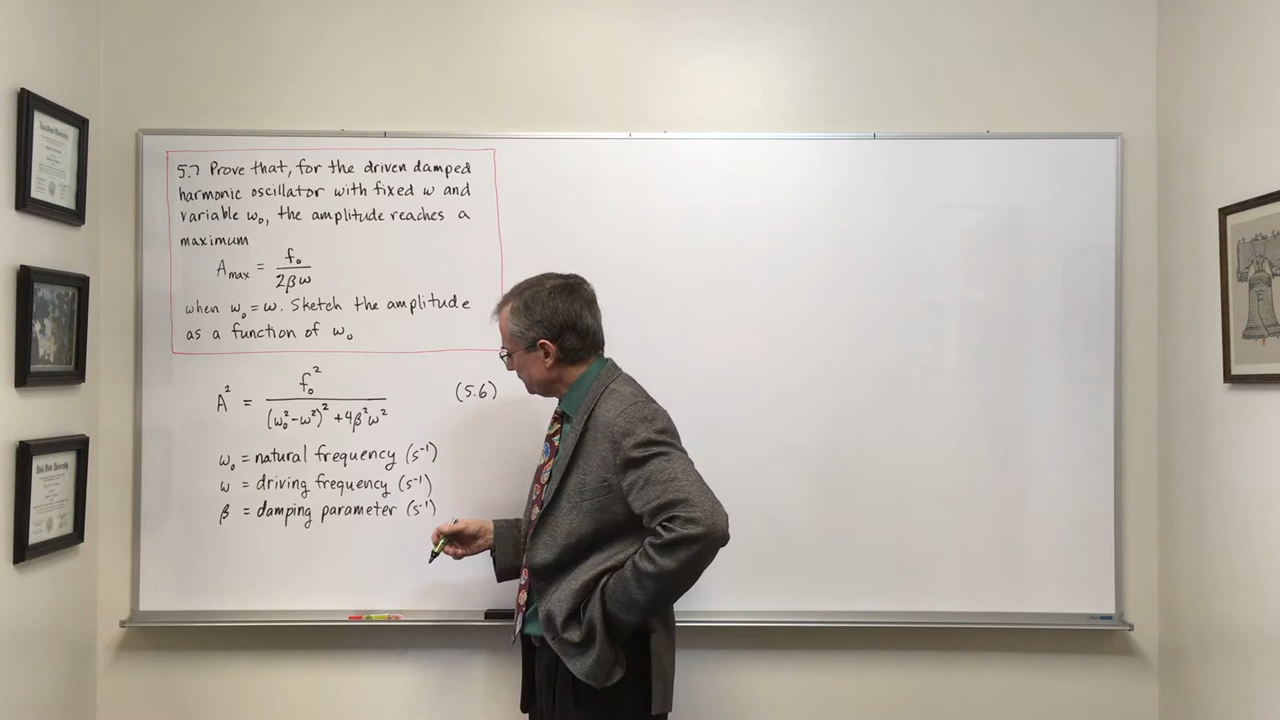 5.7 Prove that, for the driven damped
harmonic oscillator with fixed ω and
variable ω₀, the amplitude reaches a
maximum
A_max = f₀ / 2βω
when ω₀ = ω. Sketch the amplitude
as a function of ω₀
A² = f₀² / (ω₀² - ω²)² + 4β²ω² (5.6)
ω₀ = natural frequency (s⁻¹)
ω = driving frequency (s⁻¹)
β = damping parameter (s⁻¹)